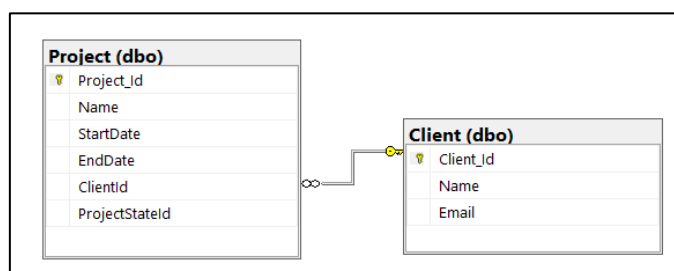 Project (dbo)
Project_Id
Name
StartDate
EndDate
ClientId
ProjectStateId
Client (dbo)
Client_Id
Name
Email